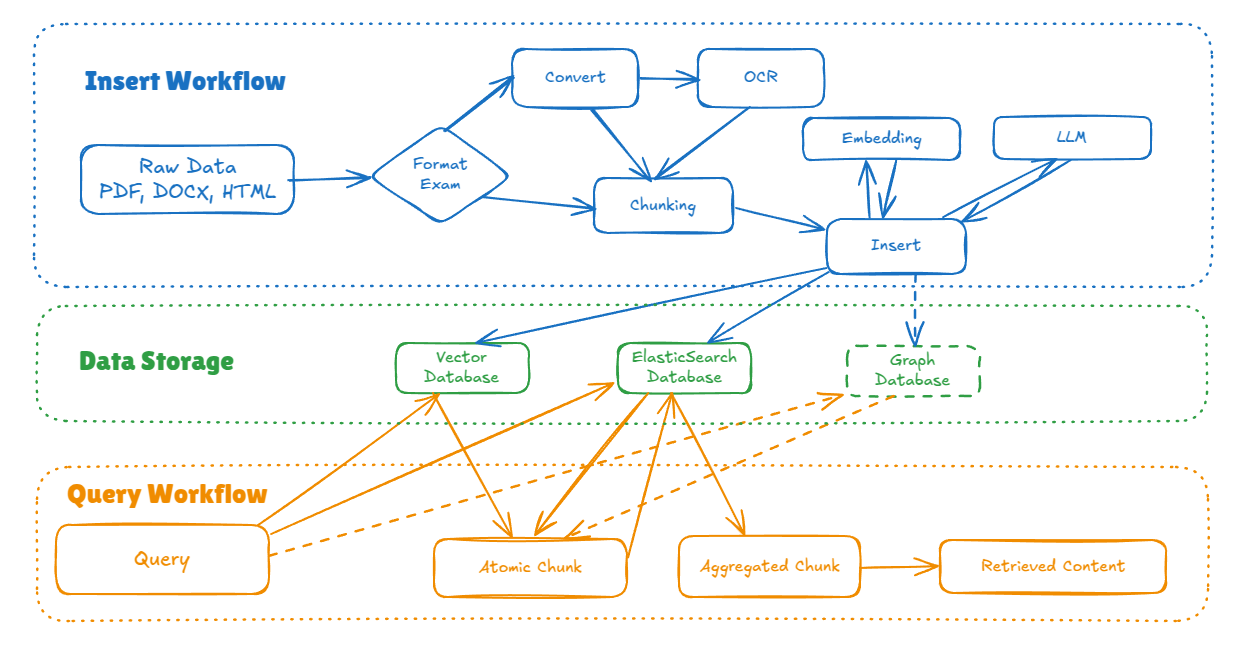 Insert Workflow
Convert
OCR
Embedding
LLM
Raw Data
PDF, DOCX, HTML
Format
Exam
Chunking
Insert
Data Storage
Vector
Database
ElasticSearch
Database
Graph
Database
Query Workflow
Query
Atomic Chunk
Aggregated Chunk
Retrieved Content